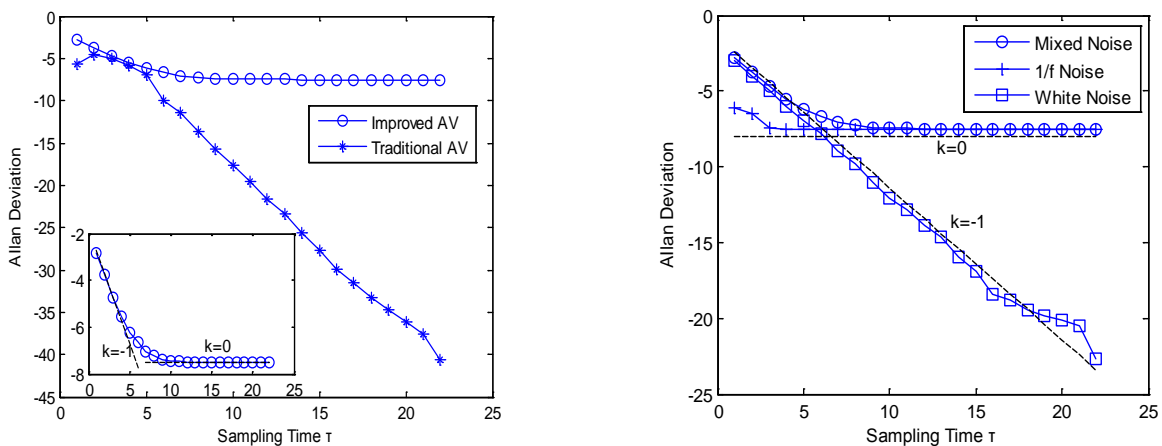 0
-5
-10
-15
-20
-25
-30
-35
-40
-45
Allan Deviation
Improved AV
Traditional AV
-2
-4
-6
-8
k=-1
k=0
0 5 10 15 20 25
0 5 10 15 20 25
Sampling Time τ
0
-5
-10
-15
-20
-25
Allan Deviation
Mixed Noise
1/f Noise
White Noise
k=0
k=-1
0 5 10 15 20 25
Sampling Time τ